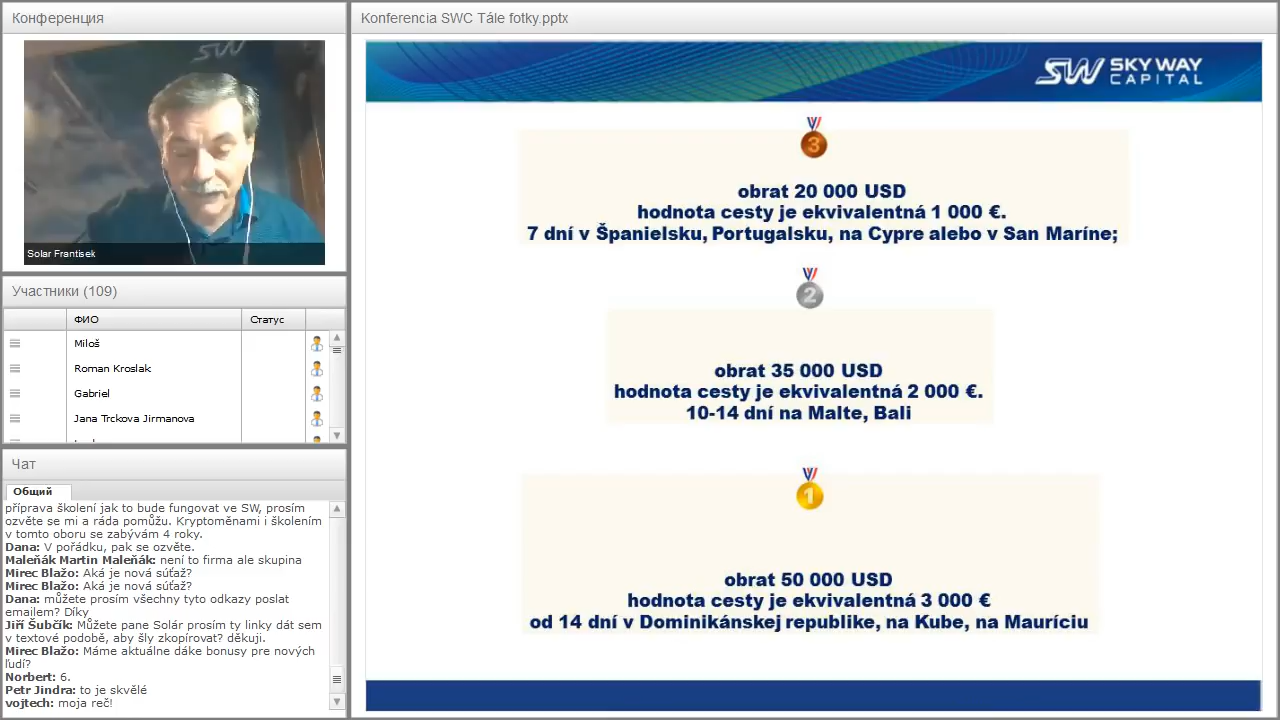 Конференция
SW
Solar Frantisek
Участники (109)
ФИО
Статус
Miloš
Roman Kroriak
Gabriel
Jana Trckova Jirmanova
Чат
Общий
příprava školení jak to bude fungovat ve SW, prosím
ozvěte se mi a rád pomůžu. Kryptoměnami i školením
v tomto oboru se zabývám 4 roky.
Dana: V pořádku, pak se ozvěte.
Maleňák Martin Maleňák: není to firma ale skupina
Mirec Blažo: Aká je nová súťaž?
Mirec Blažo: Aká je nová súťaž?
Dana: můžete prosím všechny tyto odkazy poslat
emailem? Díky
Jiří Šubčík: Můžete pane Solár prosím ty linky dát sem
v textové podobě, aby šly zkopírovat? děkuji.
Mirec Blažo: Máme aktuálne dáke bonusy pre nových
ľudí?
Norbert: 6.
Petr Jindra: to je skvělé
vojtech: moja reč!
Konferencia SWC Tále fotky.pptx
SW SKY WAY
CAPITAL
3
obrat 20 000 USD
hodnota cesty je ekvivalentná 1 000 €.
7 dní v Španielsku, Portugalsku, na Cypre alebo v San Maríne;
2
obrat 35 000 USD
hodnota cesty je ekvivalentná 2 000 €.
10-14 dní na Malte, Bali
1
obrat 50 000 USD
hodnota cesty je ekvivalentná 3 000 €
od 14 dní v Dominikánskej republike, na Kube, na Mauríciu